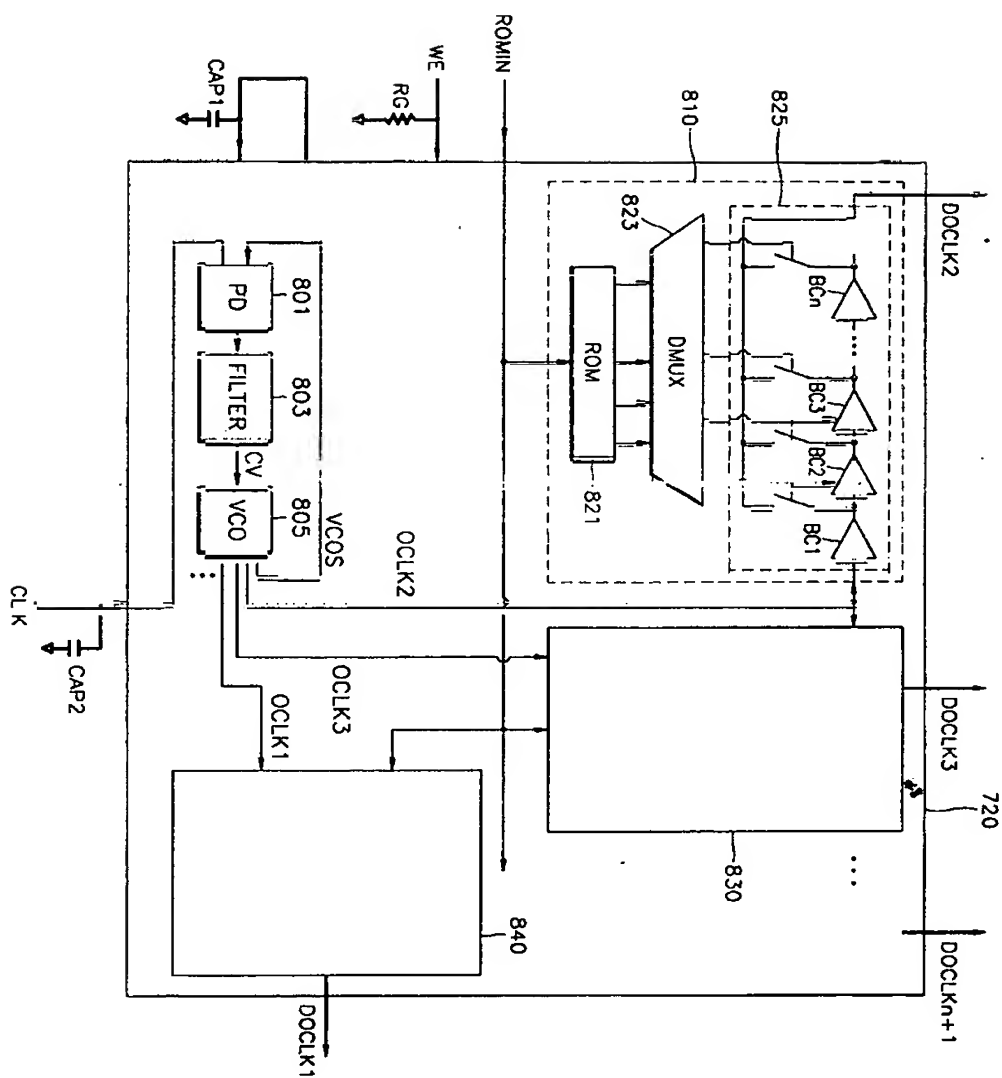 ROMIN
WE
RG
CAP1
810
825
823
DOCLK2
BCn
...
BC3
BC2
BC1
DMUX
ROM
821
801
PD
803
FILTER
CV
805
VCO
...
VCOS
OCLK2
OCLK3
OCLK1
CLK
CAP2
DOCLK3
720
830
...
840
DOCLKn+1
DOCLK1